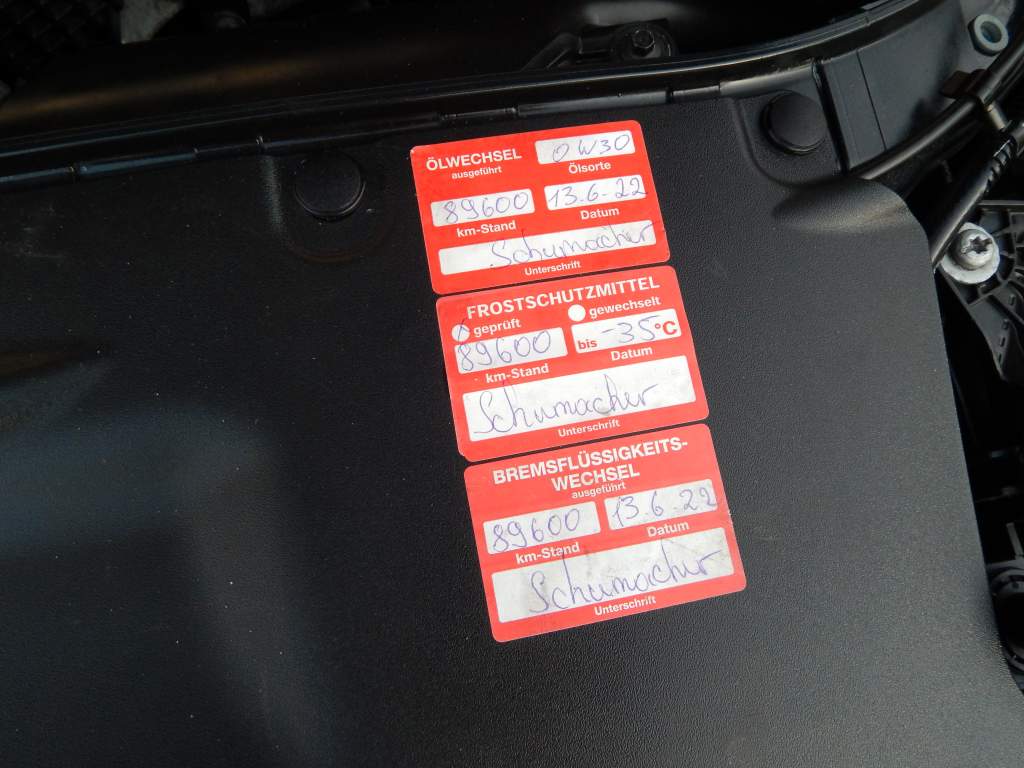 ÖLWECHSEL
ausgeführt
0W30
Ölsorte
89600
km-Stand
13.6.22
Datum
Schumacher
Unterschrift
FROSTSCHUTZMITTEL
geprüft
gewechselt
89600
km-Stand
bis -35 °C
Datum
Schumacher
Unterschrift
BREMSFLÜSSIGKEITS-
WECHSEL
ausgeführt
89600
km-Stand
13.6.22
Datum
Schumacher
Unterschrift